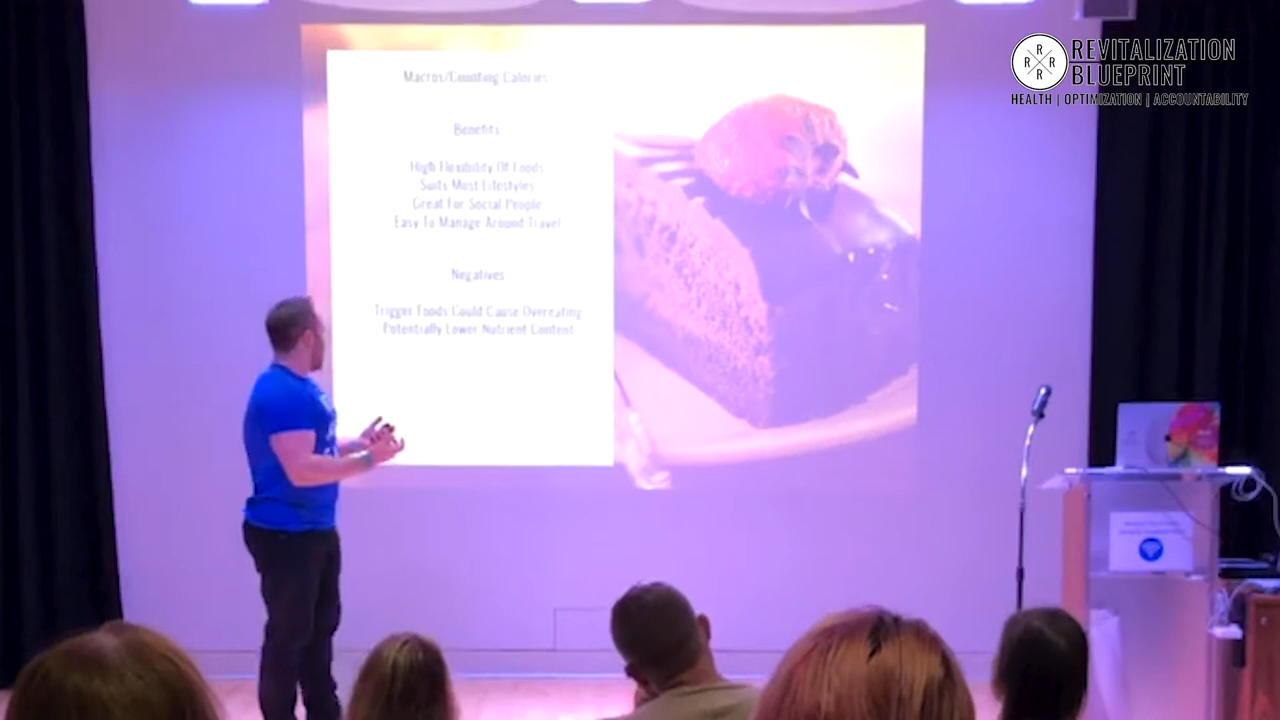 Macros/Counting Calories
Benefits
High Flexibility Of Foods
Suits Most Lifestyles
Great For Social People
Easy To Manage Around Travel
Negatives
Trigger Foods Could Cause Overeating
Potentially Lower Nutrient Content
R
R R
R
REVITALIZATION
BLUEPRINT
HEALTH | OPTIMIZATION | ACCOUNTABILITY